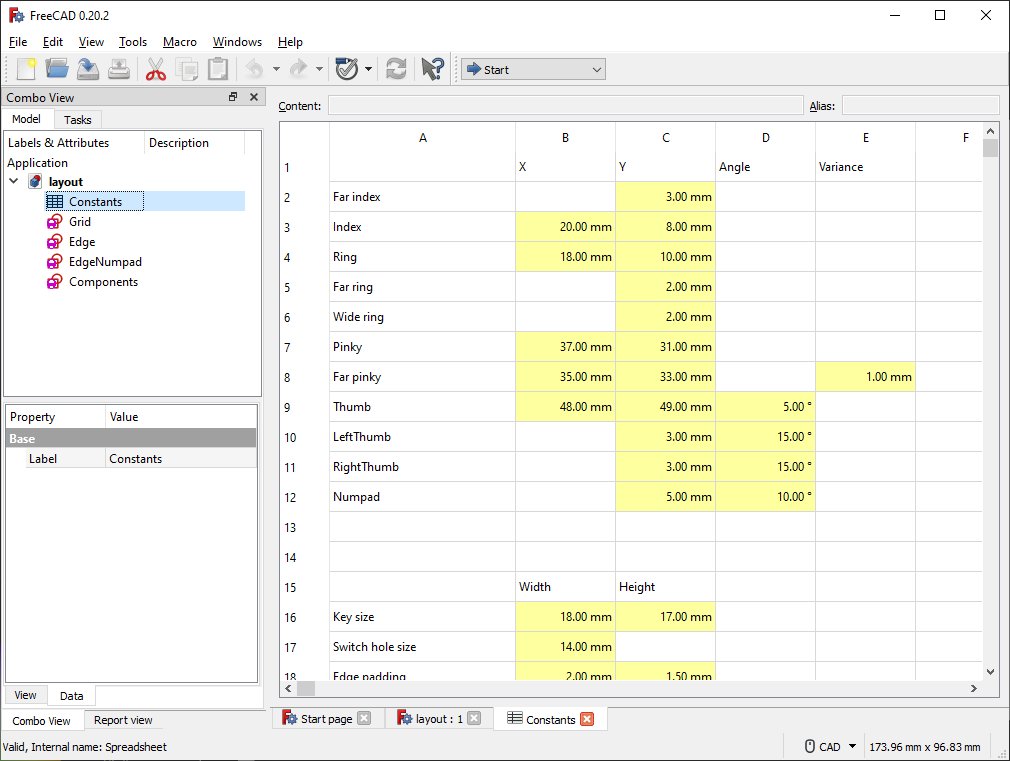 FreeCAD 0.20.2
File Edit View Tools Macro Windows Help
Start
Combo View
Content: Alias:
Model Tasks
Labels & Attributes Description
Application
layout
Constants
Grid
Edge
EdgeNumpad
Components
A B C D E F
1 X Y Angle Variance
2 Far index 3.00 mm
3 Index 20.00 mm 8.00 mm
4 Ring 18.00 mm 10.00 mm
5 Far ring 2.00 mm
6 Wide ring 2.00 mm
7 Pinky 37.00 mm 31.00 mm
8 Far pinky 35.00 mm 33.00 mm 1.00 mm
9 Thumb 48.00 mm 49.00 mm 5.00 °
10 LeftThumb 3.00 mm 15.00 °
11 RightThumb 3.00 mm 15.00 °
12 Numpad 5.00 mm 10.00 °
13
14
15 Width Height
16 Key size 18.00 mm 17.00 mm
17 Switch hole size 14.00 mm
18 Edge padding 2.00 mm 1.50 mm
Property Value
Base
Label Constants
View Data
Combo View Report view
Start page layout : 1 Constants
Valid, Internal name: Spreadsheet
CAD 173.96 mm x 96.83 mm